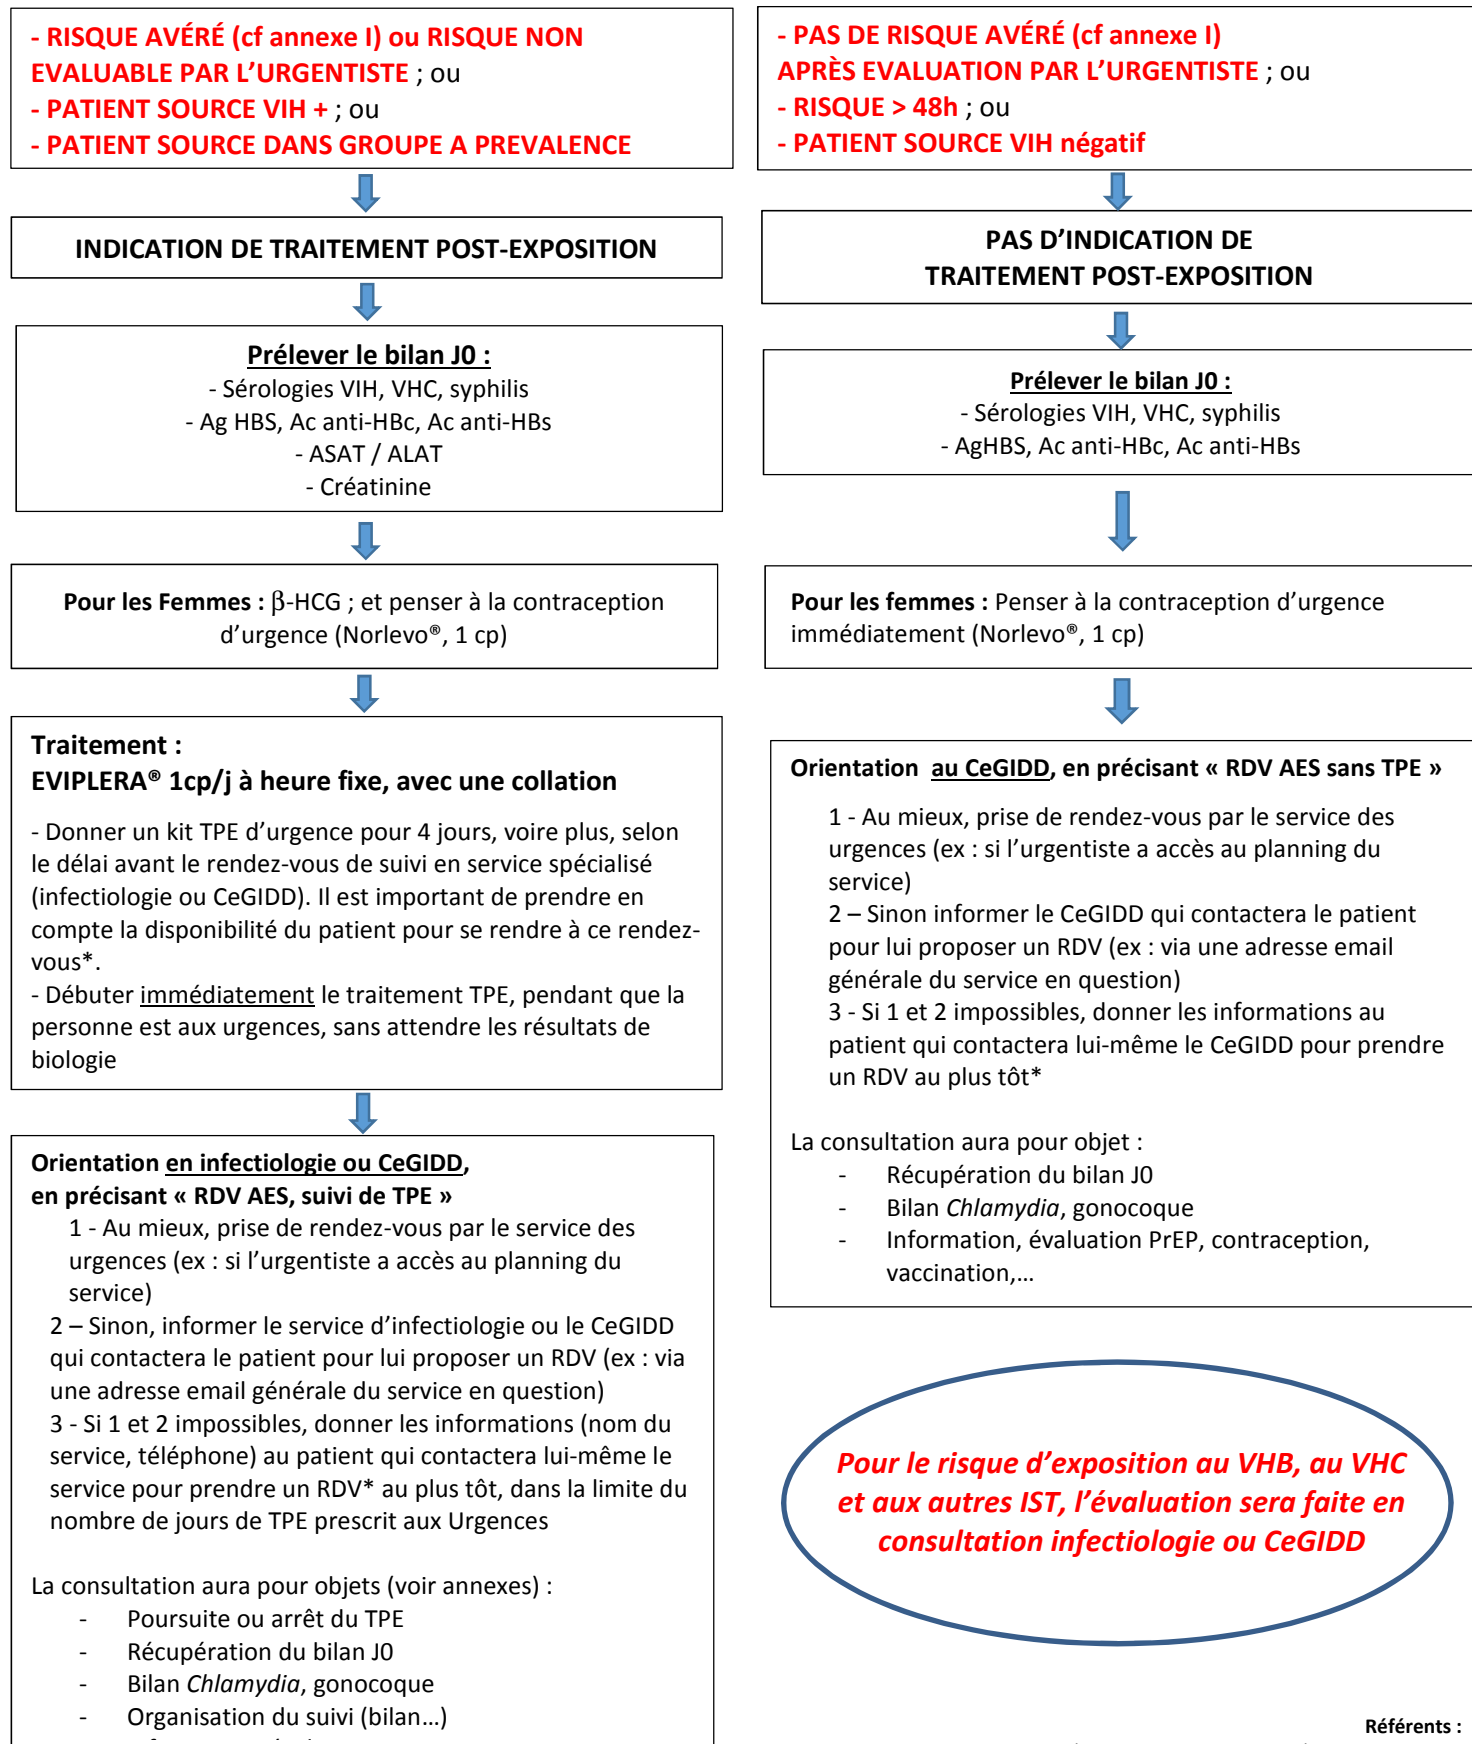 - RISQUE AVÉRÉ (cf annexe I) ou RISQUE NON
EVALUABLE PAR L'URGENTISTE ; ou
- PATIENT SOURCE VIH + ; ou
- PATIENT SOURCE DANS GROUPE A PREVALENCE
INDICATION DE TRAITEMENT POST-EXPOSITION
Prélever le bilan J0 :
- Sérologies VIH, VHC, syphilis
- Ag HBS, Ac anti-HBc, Ac anti-HBs
- ASAT / ALAT
- Créatinine
Pour les Femmes : β-HCG ; et penser à la contraception
d'urgence (Norlevo®, 1 cp)
Traitement :
EVIPLERA® 1cp/j à heure fixe, avec une collation
- Donner un kit TPE d'urgence pour 4 jours, voire plus, selon
le délai avant le rendez-vous de suivi en service spécialisé
(infectiologie ou CeGIDD). Il est important de prendre en
compte la disponibilité du patient pour se rendre à ce rendez-
vous*.
- Débuter immédiatement le traitement TPE, pendant que la
personne est aux urgences, sans attendre les résultats de
biologie
Orientation en infectiologie ou CeGIDD,
en précisant « RDV AES, suivi de TPE »
1 - Au mieux, prise de rendez-vous par le service des
urgences (ex : si l'urgentiste a accès au planning du
service)
2 – Sinon, informer le service d'infectiologie ou le CeGIDD
qui contactera le patient pour lui proposer un RDV (ex : via
une adresse email générale du service en question)
3 - Si 1 et 2 impossibles, donner les informations (nom du
service, téléphone) au patient qui contactera lui-même le
service pour prendre un RDV* au plus tôt, dans la limite du
nombre de jours de TPE prescrit aux Urgences
La consultation aura pour objets (voir annexes) :
- Poursuite ou arrêt du TPE
- Récupération du bilan J0
- Bilan Chlamydia, gonocoque
- Organisation du suivi (bilan…)
- PAS DE RISQUE AVÉRÉ (cf annexe I)
APRÈS EVALUATION PAR L'URGENTISTE ; ou
- RISQUE > 48h ; ou
- PATIENT SOURCE VIH négatif
PAS D'INDICATION DE
TRAITEMENT POST-EXPOSITION
Prélever le bilan J0 :
- Sérologies VIH, VHC, syphilis
- AgHBS, Ac anti-HBc, Ac anti-HBs
Pour les femmes : Penser à la contraception d'urgence
immédiatement (Norlevo®, 1 cp)
Orientation au CeGIDD, en précisant « RDV AES sans TPE »
1 - Au mieux, prise de rendez-vous par le service des
urgences (ex : si l'urgentiste a accès au planning du
service)
2 – Sinon informer le CeGIDD qui contactera le patient
pour lui proposer un RDV (ex : via une adresse email
générale du service en question)
3 - Si 1 et 2 impossibles, donner les informations au
patient qui contactera lui-même le CeGIDD pour prendre
un RDV au plus tôt*
La consultation aura pour objet :
- Récupération du bilan J0
- Bilan Chlamydia, gonocoque
- Information, évaluation PrEP, contraception,
vaccination,…
Pour le risque d'exposition au VHB, au VHC
et aux autres IST, l'évaluation sera faite en
consultation infectiologie ou CeGIDD
Référents :